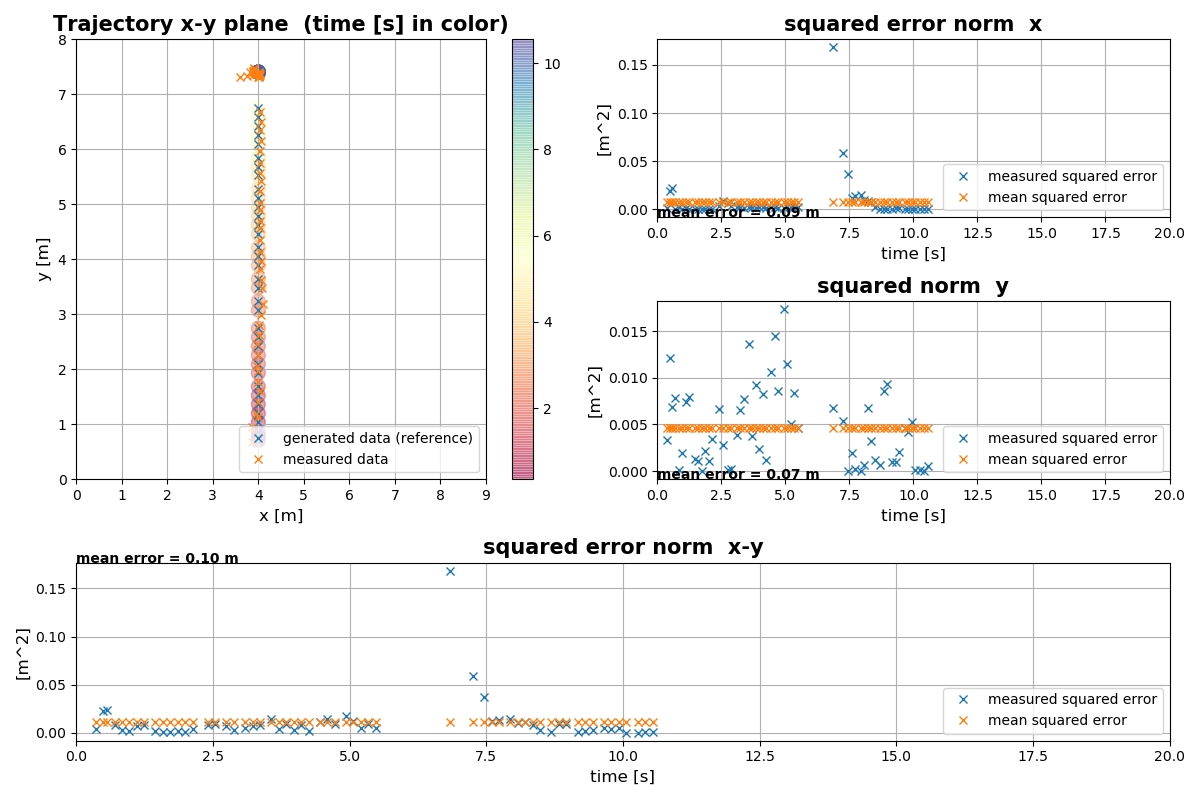 Trajectory x-y plane  (time [s] in color)
8
7
6
5
4
3
2
1
0
y [m]
0 1 2 3 4 5 6 7 8 9
x [m]
generated data (reference)
measured data
10
8
6
4
2
squared error norm  x
0.15
0.10
0.05
0.00
[m^2]
measured squared error
mean squared error
mean error = 0.09 m
0.0 2.5 5.0 7.5 10.0 12.5 15.0 17.5 20.0
time [s]
squared norm  y
0.015
0.010
0.005
0.000
[m^2]
measured squared error
mean squared error
mean error = 0.07 m
0.0 2.5 5.0 7.5 10.0 12.5 15.0 17.5 20.0
time [s]
squared error norm  x-y
mean error = 0.10 m
0.15
0.10
0.05
0.00
[m^2]
measured squared error
mean squared error
0.0 2.5 5.0 7.5 10.0 12.5 15.0 17.5 20.0
time [s]